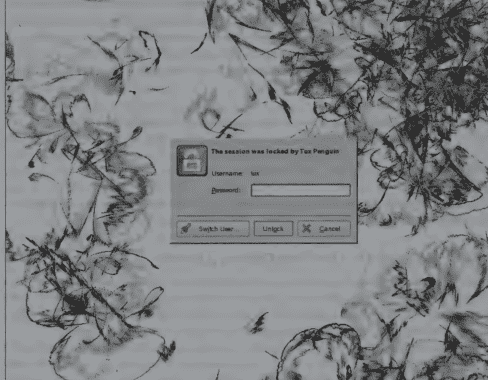 The session was locked by Tux Penguin
Username: tux
Password:
Switch User... Unlock Cancel